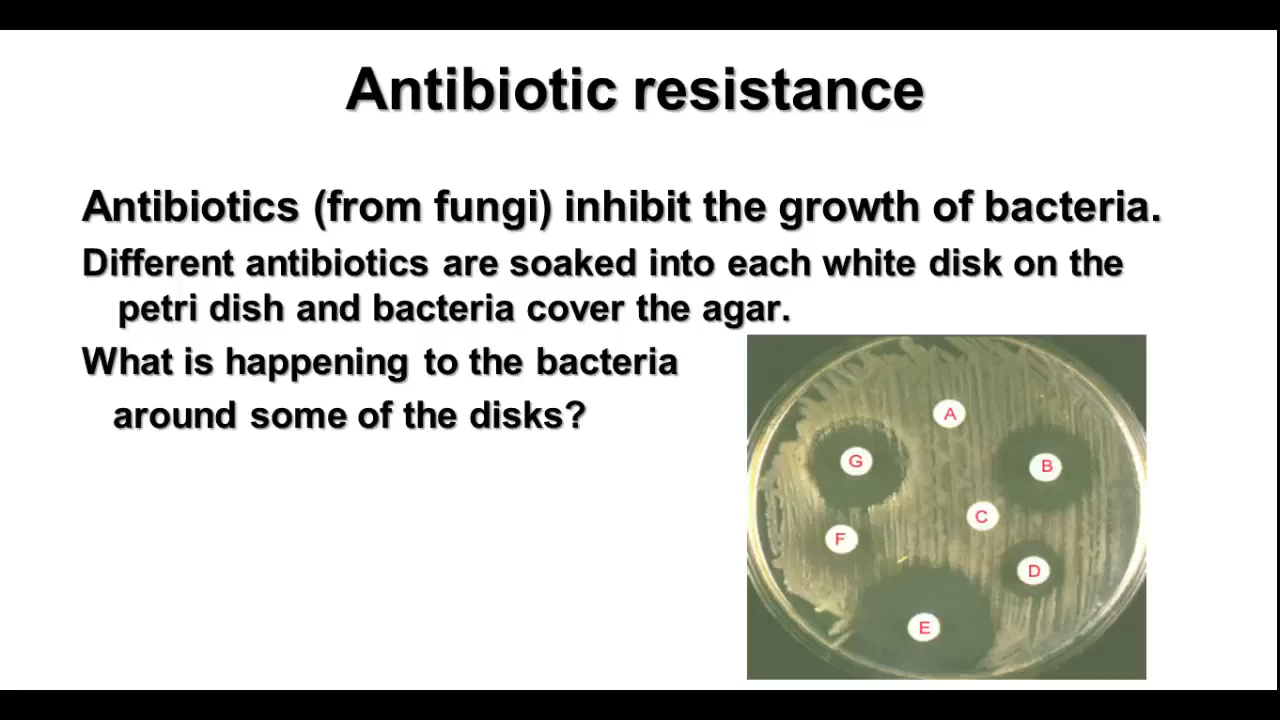 Antibiotic resistance
Antibiotics (from fungi) inhibit the growth of bacteria.
Different antibiotics are soaked into each white disk on the
petri dish and bacteria cover the agar.
What is happening to the bacteria
around some of the disks?
A
G
B
C
F
D
E